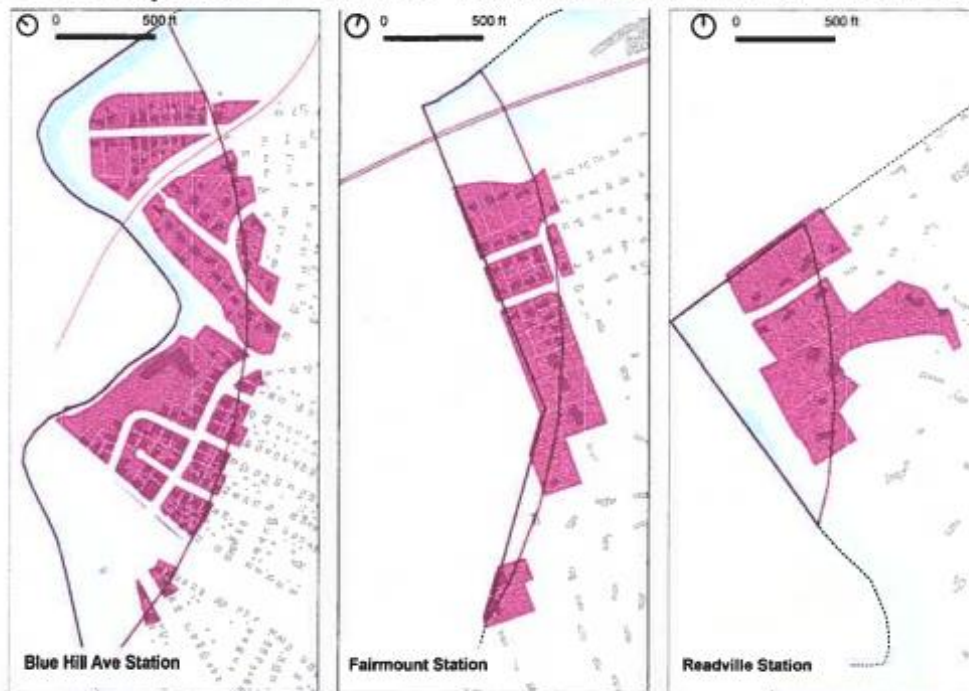 0 500 ft
0 500 ft
0 500 ft
Blue Hill Ave Station
Fairmount Station
Readville Station